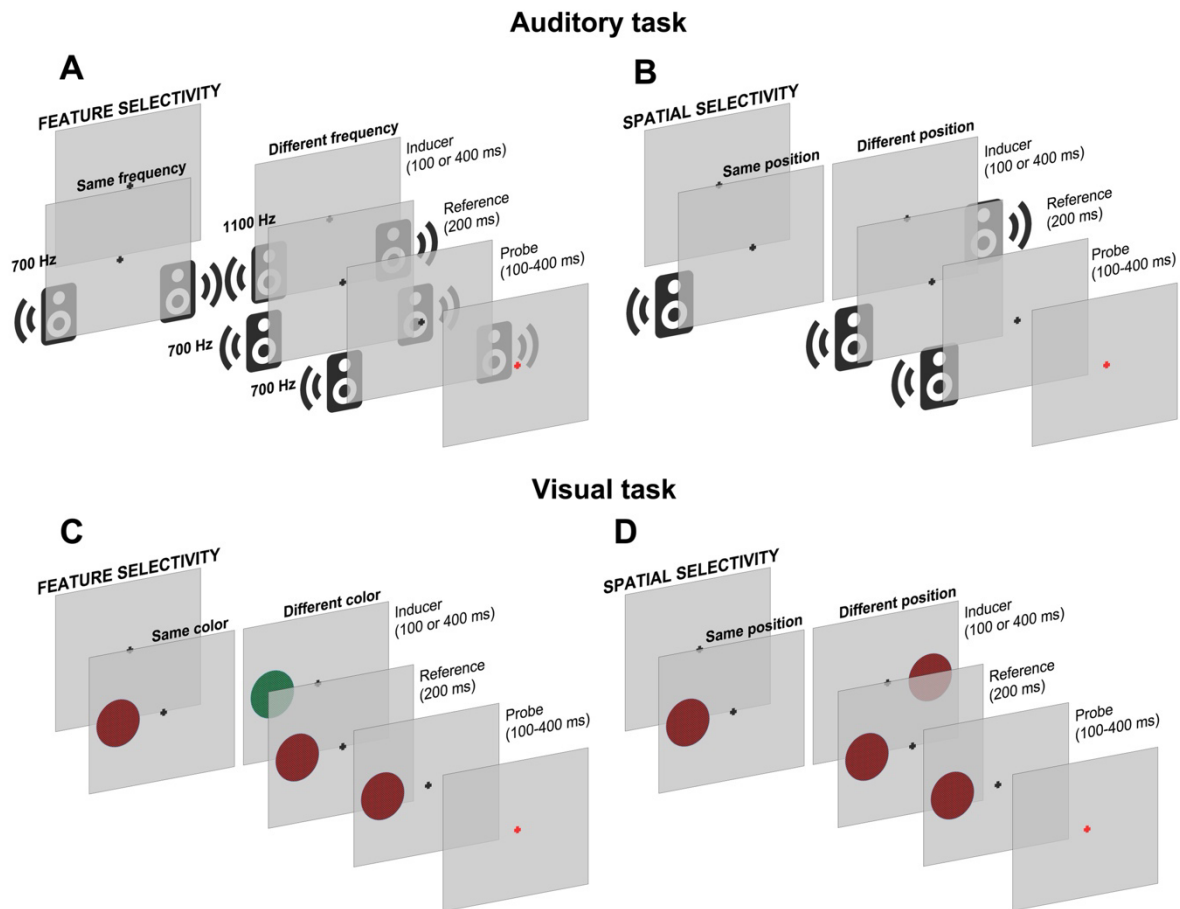 Auditory task
A
FEATURE SELECTIVITY
Same frequency
700 Hz
Different frequency
1100 Hz
700 Hz
700 Hz
Inducer
(100 or 400 ms)
Reference
(200 ms)
Probe
(100-400 ms)
B
SPATIAL SELECTIVITY
Same position
Different position
Inducer
(100 or 400 ms)
Reference
(200 ms)
Probe
(100-400 ms)
Visual task
C
FEATURE SELECTIVITY
Same color
Different color
Inducer
(100 or 400 ms)
Reference
(200 ms)
Probe
(100-400 ms)
D
SPATIAL SELECTIVITY
Same position
Different position
Inducer
(100 or 400 ms)
Reference
(200 ms)
Probe
(100-400 ms)